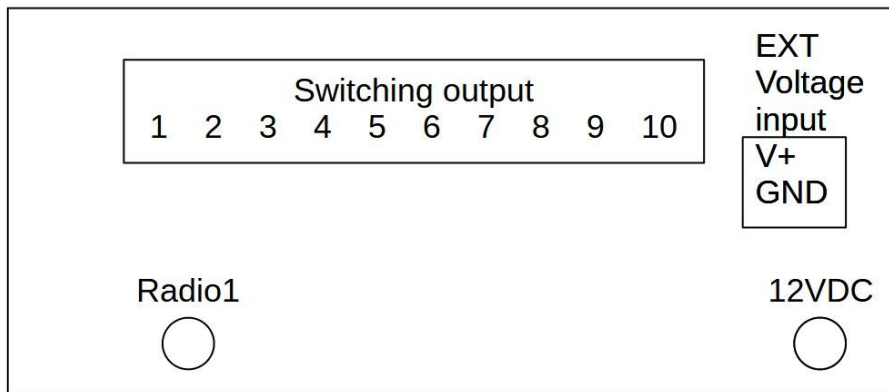 Switching output
1 2 3 4 5 6 7 8 9 10
EXT
Voltage
input
V+
GND
Radio1
12VDC